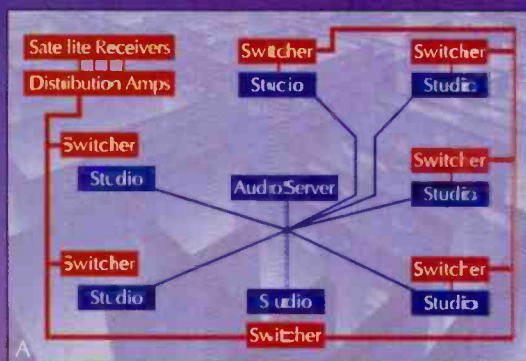 Satellite Receivers
Distribution Amps
Switcher
Studio
Switcher
Studio
Switcher
Studio
Audio Server
Switcher
Studio
Switcher
Studio
Switcher
Studio
Studio
Switcher
A